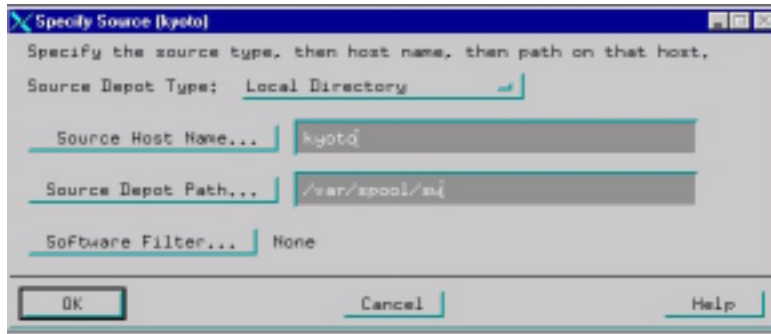 Specify Source (kyoto)
Specify the source type, then host name, then path on that host.
Source Depot Type: Local Directory
Source Host Name... kyoto
Source Depot Path... /var/spool/sw
Software Filter... None
OK Cancel Help